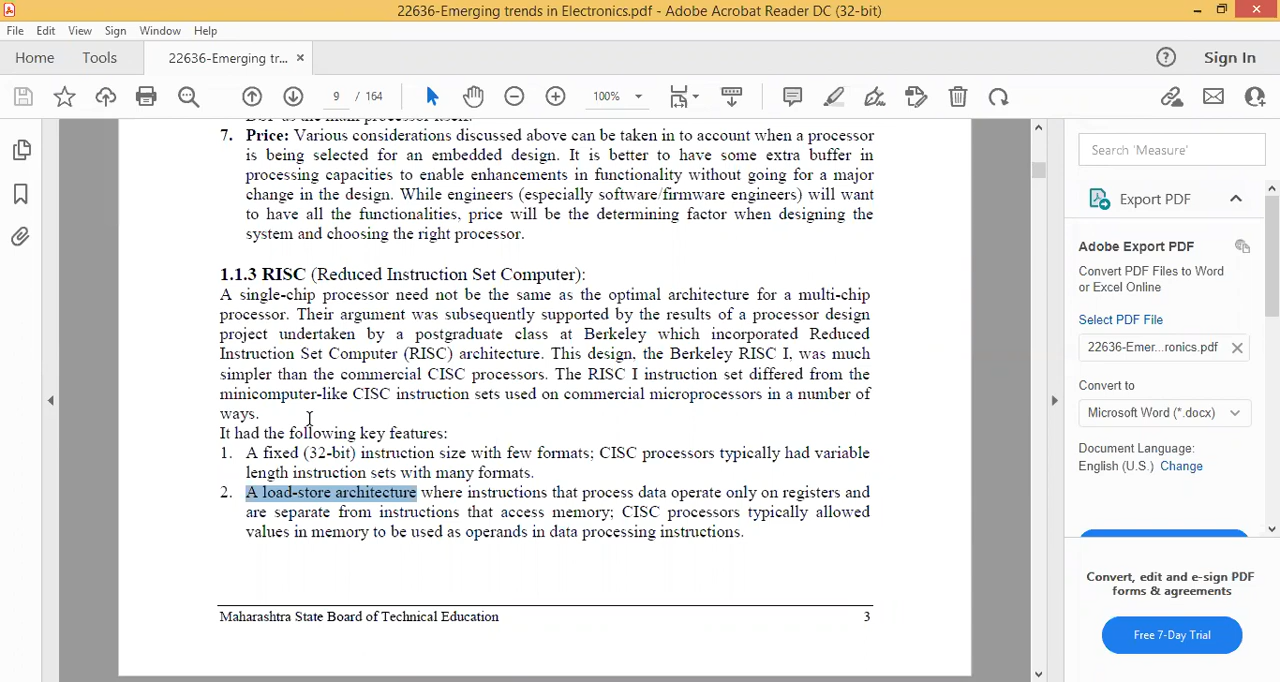 22636-Emerging trends in Electronics.pdf - Adobe Acrobat Reader DC (32-bit)
File Edit View Sign Window Help
Home Tools 22636-Emerging tr... × Sign In
9 / 164 100%
DSP as the main processor itself.
7. Price: Various considerations discussed above can be taken in to account when a processor
is being selected for an embedded design. It is better to have some extra buffer in
processing capacities to enable enhancements in functionality without going for a major
change in the design. While engineers (especially software/firmware engineers) will want
to have all the functionalities, price will be the determining factor when designing the
system and choosing the right processor.
1.1.3 RISC (Reduced Instruction Set Computer):
A single-chip processor need not be the same as the optimal architecture for a multi-chip
processor. Their argument was subsequently supported by the results of a processor design
project undertaken by a postgraduate class at Berkeley which incorporated Reduced
Instruction Set Computer (RISC) architecture. This design, the Berkeley RISC I, was much
simpler than the commercial CISC processors. The RISC I instruction set differed from the
minicomputer-like CISC instruction sets used on commercial microprocessors in a number of
ways.
It had the following key features:
1. A fixed (32-bit) instruction size with few formats; CISC processors typically had variable
length instruction sets with many formats.
2. A load-store architecture where instructions that process data operate only on registers and
are separate from instructions that access memory; CISC processors typically allowed
values in memory to be used as operands in data processing instructions.
Maharashtra State Board of Technical Education 3
Search 'Measure'
Export PDF
Adobe Export PDF
Convert PDF Files to Word
or Excel Online
Select PDF File
22636-Emer...ronics.pdf
Convert to
Microsoft Word (*.docx)
Document Language:
English (U.S.) Change
Convert, edit and e-sign PDF
forms & agreements
Free 7-Day Trial